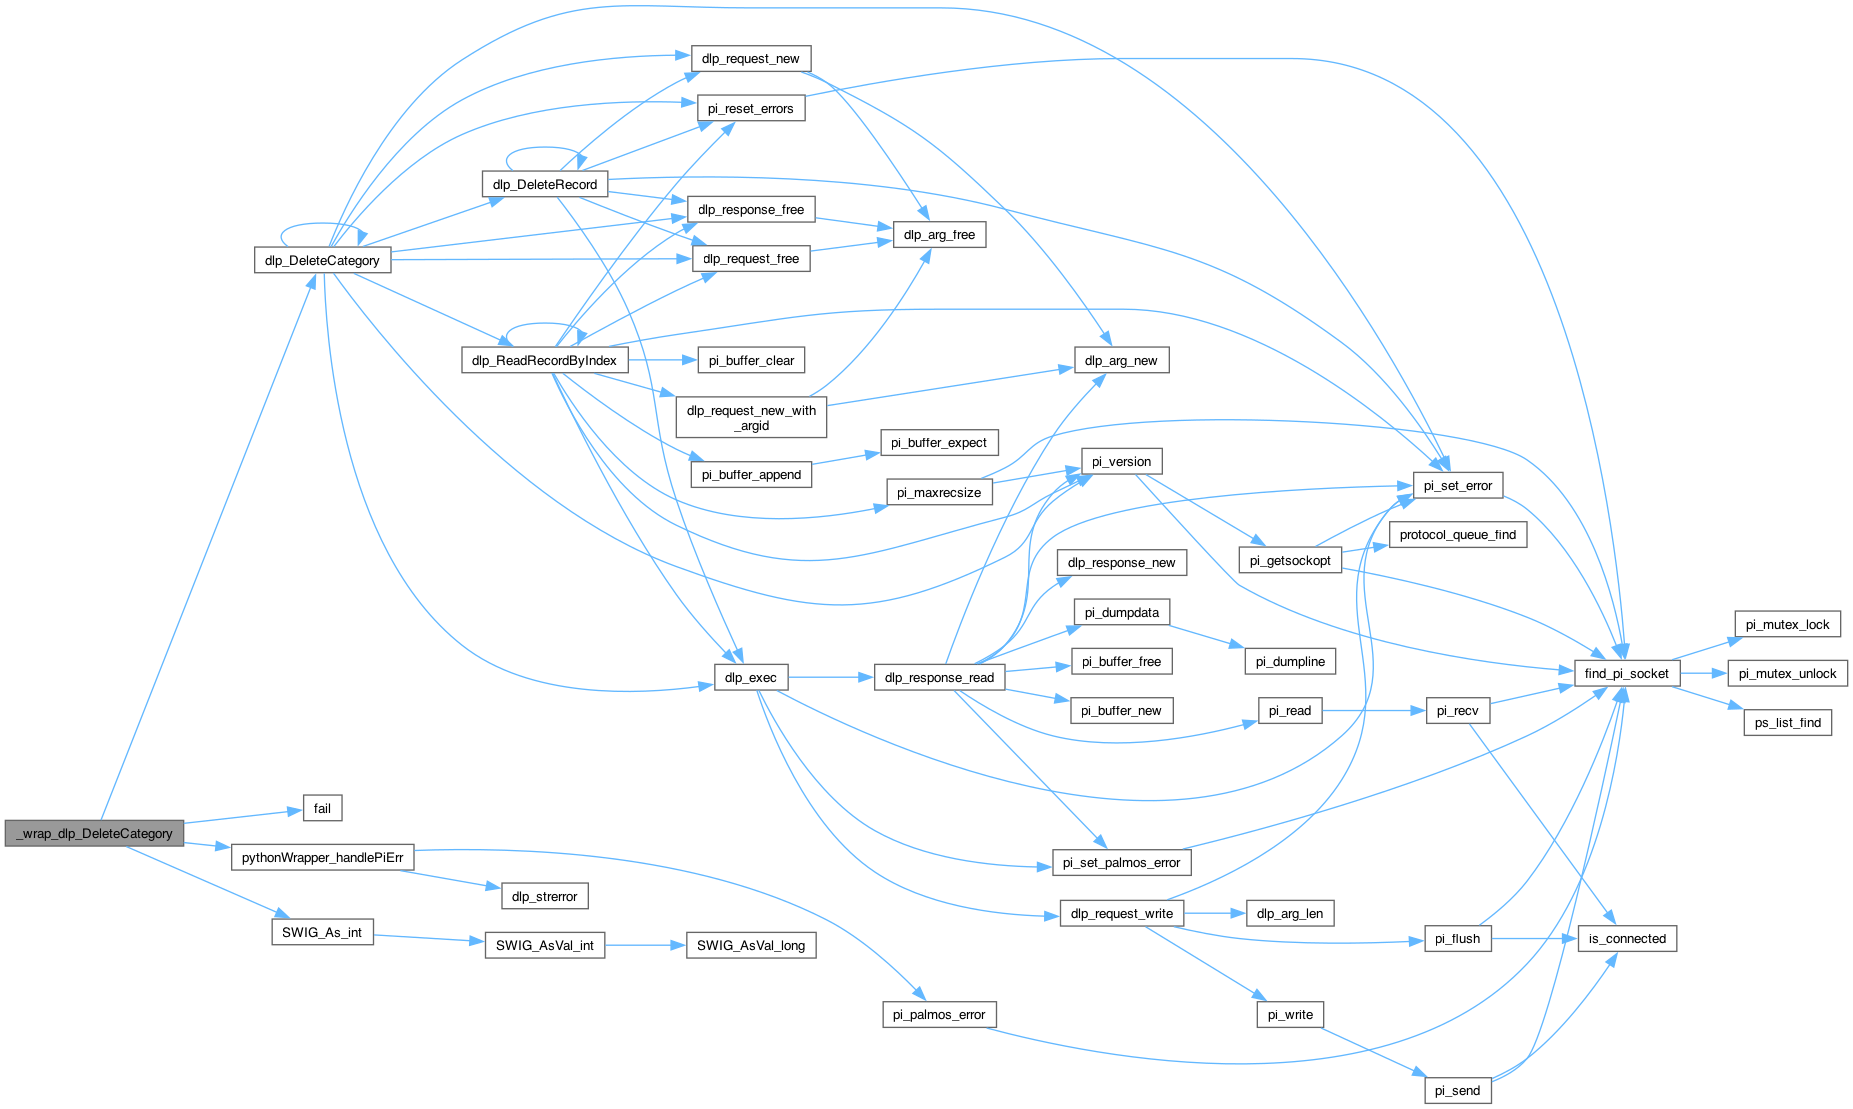 dlp_request_new
pi_reset_errors
dlp_DeleteRecord
dlp_response_free
dlp_arg_free
dlp_DeleteCategory
dlp_request_free
dlp_ReadRecordByIndex
pi_buffer_clear
dlp_arg_new
dlp_request_new_with
_argid
pi_buffer_expect
pi_version
pi_buffer_append
pi_maxrecsize
pi_set_error
protocol_queue_find
pi_getsockopt
dlp_response_new
pi_dumpdata
pi_mutex_lock
pi_buffer_free
pi_dumpline
dlp_exec
dlp_response_read
find_pi_socket
pi_mutex_unlock
pi_buffer_new
pi_read
pi_recv
ps_list_find
fail
_wrap_dlp_DeleteCategory
pythonWrapper_handlePiErr
pi_set_palmos_error
dlp_strerror
dlp_request_write
dlp_arg_len
SWIG_As_int
SWIG_AsVal_int
SWIG_AsVal_long
pi_flush
is_connected
pi_palmos_error
pi_write
pi_send